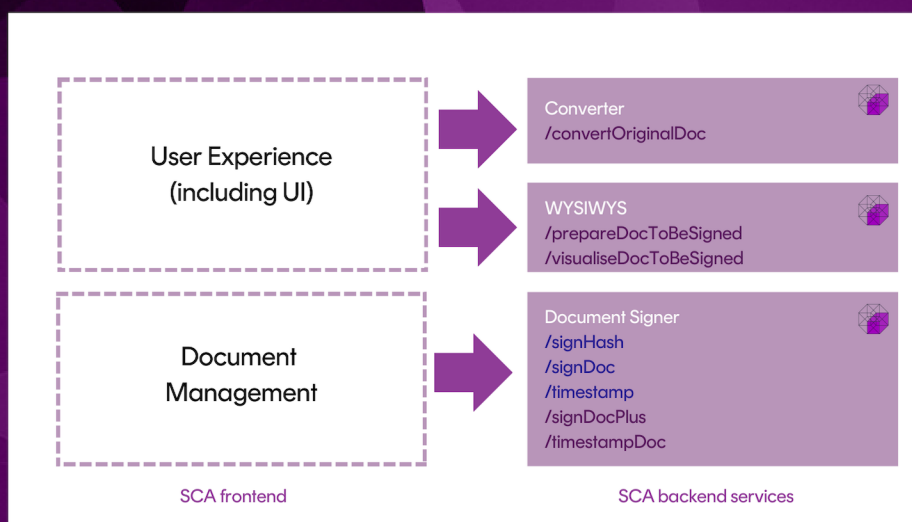 User Experience
(including UI)
Converter
/convertOriginalDoc
WYSIWYS
/prepareDocToBeSigned
/visualiseDocToBeSigned
Document
Management
Document Signer
/signHash
/signDoc
/timestamp
/signDocPlus
/timestampDoc
SCA frontend
SCA backend services